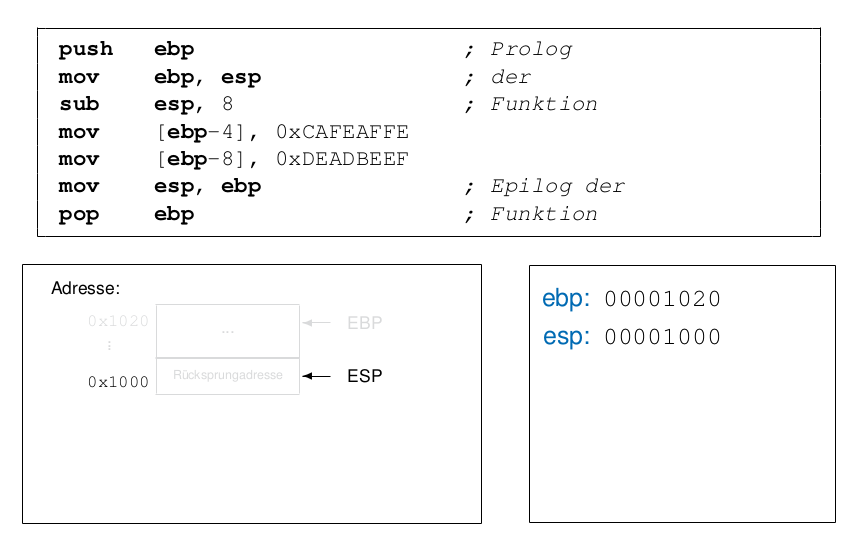 push ebp ; Prolog
mov ebp, esp ; der
sub esp, 8 ; Funktion
mov [ebp-4], 0xCAFEAFFE
mov [ebp-8], 0xDEADBEEF
mov esp, ebp ; Epilog der
pop ebp ; Funktion
Adresse:
0x1020 ... EBP
⋮
0x1000 Rücksprungadresse ESP
ebp: 00001020
esp: 00001000